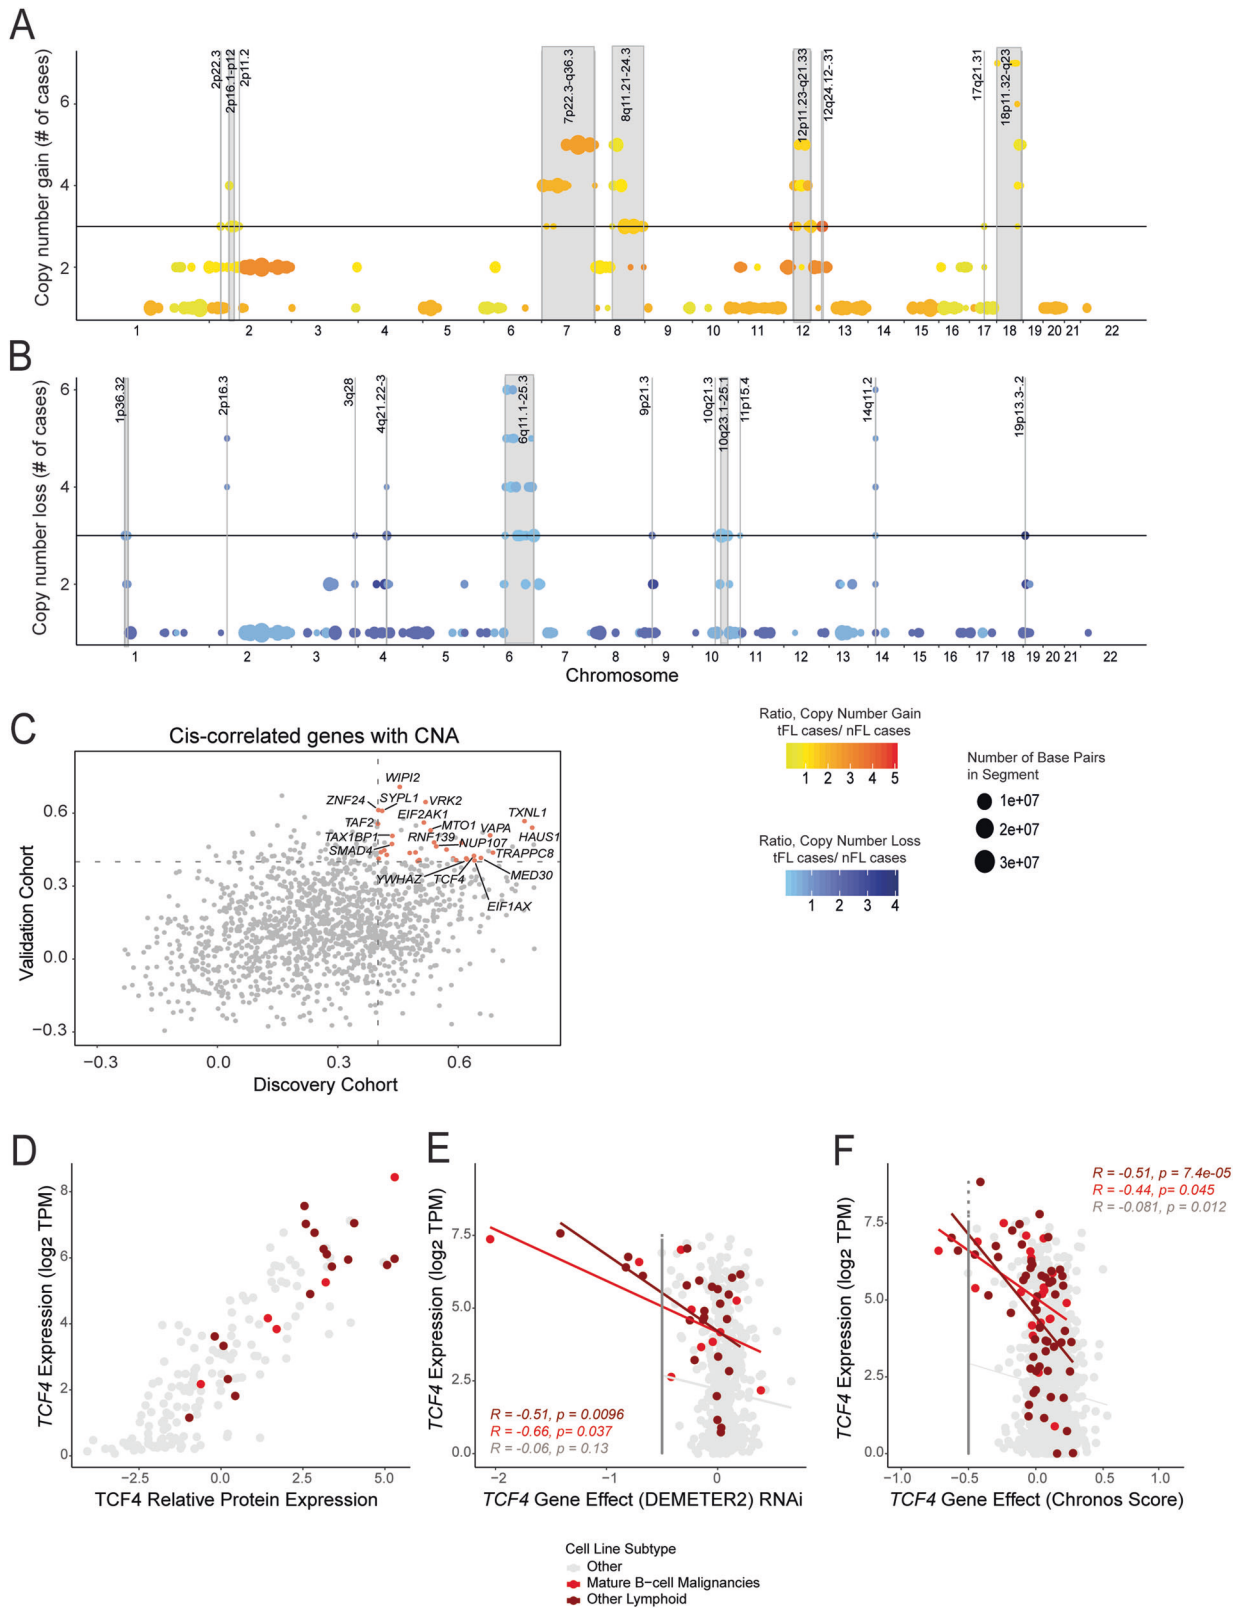 A
Copy number gain (# of cases)
6
4
2
2p22.3
2p16.1-p12
2p11.2
7p22.3-q36.3
8q11.21-24.3
12p11.23-q21.33
12q24.12-.31
17q21.31
18p11.32-q23
1 2 3 4 5 6 7 8 9 10 11 12 13 14 15 16 17 18 19 20 21 22
B
Copy number loss (# of cases)
6
4
2
1p36.32
2p16.3
3q28
4q21.22-3
6q11.1-25.3
9p21.3
10q21.3
10q23.1-25.1
11p15.4
14q11.2
19p13.3-.2
1 2 3 4 5 6 7 8 9 10 11 12 13 14 15 16 17 18 19 20 21 22
Chromosome
C
Cis-correlated genes with CNA
Validation Cohort
0.6
0.3
0.0
−0.3
WIPI2
ZNF24
SYPL1
VRK2
TAF2
EIF2AK1
TXNL1
MTO1
VAPA
TAX1BP1
RNF139
NUP107
HAUS1
SMAD4
TRAPPC8
YWHAZ
TCF4
MED30
EIF1AX
−0.3 0.0 0.3 0.6
Discovery Cohort
Ratio, Copy Number Gain
tFL cases/ nFL cases
1 2 3 4 5
Ratio, Copy Number Loss
tFL cases/ nFL cases
1 2 3 4
Number of Base Pairs
in Segment
1e+07
2e+07
3e+07
D
TCF4 Expression (log2 TPM)
8
6
4
2
0
−2.5 0.0 2.5 5.0
TCF4 Relative Protein Expression
E
TCF4 Expression (log2 TPM)
7.5
5.0
2.5
0.0
R = -0.51, p = 0.0096
R = -0.66, p= 0.037
R = -0.06, p = 0.13
−2 −1 0
TCF4 Gene Effect (DEMETER2) RNAi
F
TCF4 Expression (log2 TPM)
7.5
5.0
2.5
0.0
R = -0.51, p = 7.4e-05
R = -0.44, p= 0.045
R = -0.081, p = 0.012
−1.0 −0.5 0.0 0.5 1.0
TCF4 Gene Effect (Chronos Score)
Cell Line Subtype
Other
Mature B−cell Malignancies
Other Lymphoid